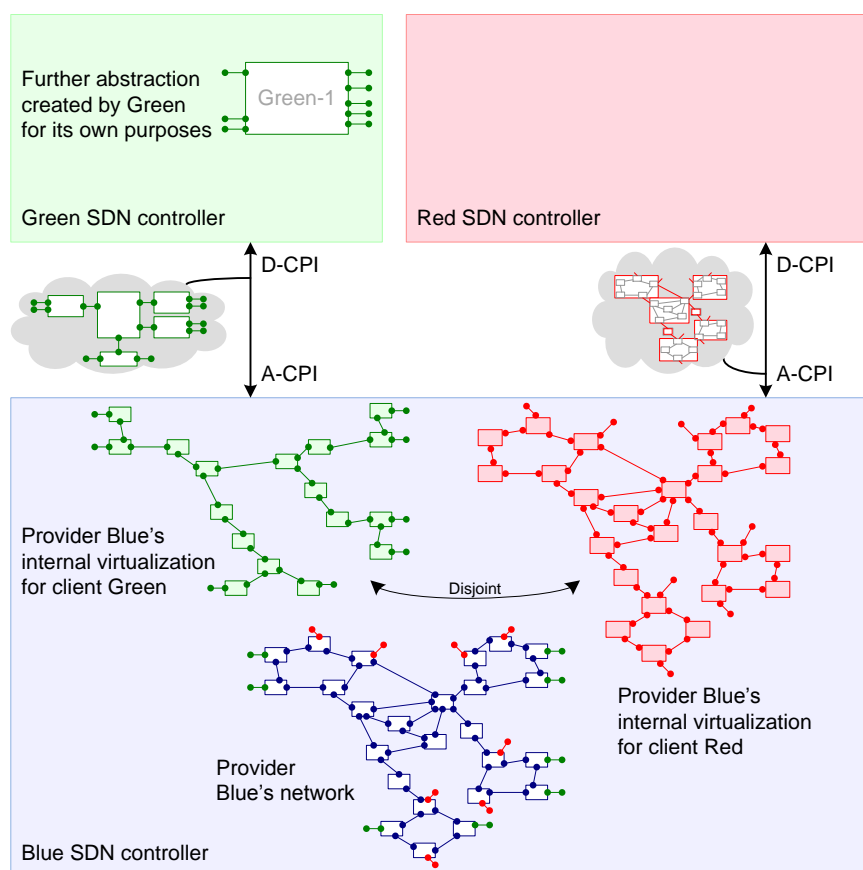 Further abstraction
created by Green
for its own purposes
Green-1
Green SDN controller
Red SDN controller
D-CPI
D-CPI
A-CPI
A-CPI
Provider Blue's
internal virtualization
for client Green
Disjoint
Provider Blue's
internal virtualization
for client Red
Provider
Blue's network
Blue SDN controller